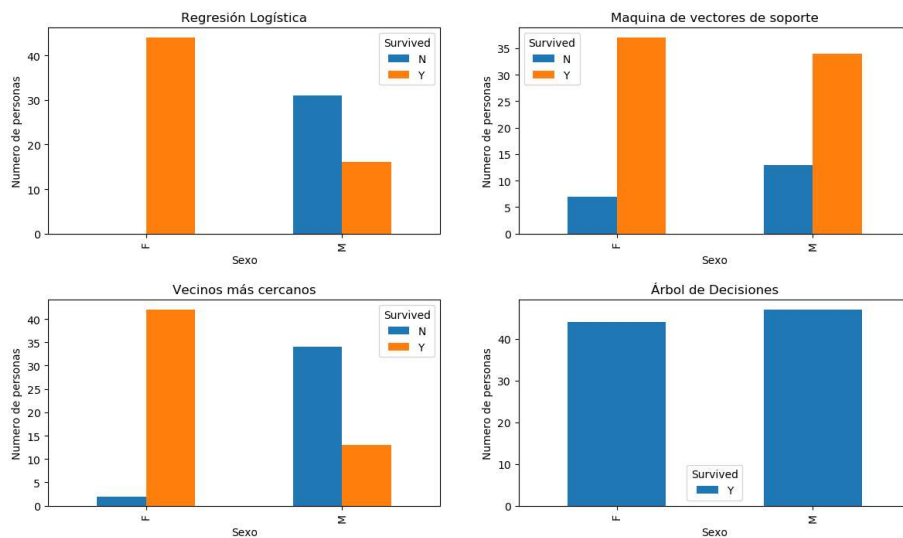 Regresión Logística
Survived
N
Y
40
30
20
10
0
Numero de personas
F
M
Sexo
Maquina de vectores de soporte
Survived
N
Y
35
30
25
20
15
10
5
0
Numero de personas
F
M
Sexo
Vecinos más cercanos
Survived
N
Y
40
35
30
25
20
15
10
5
0
Numero de personas
F
M
Sexo
Árbol de Decisiones
40
30
20
10
0
Numero de personas
Survived
Y
F
M
Sexo